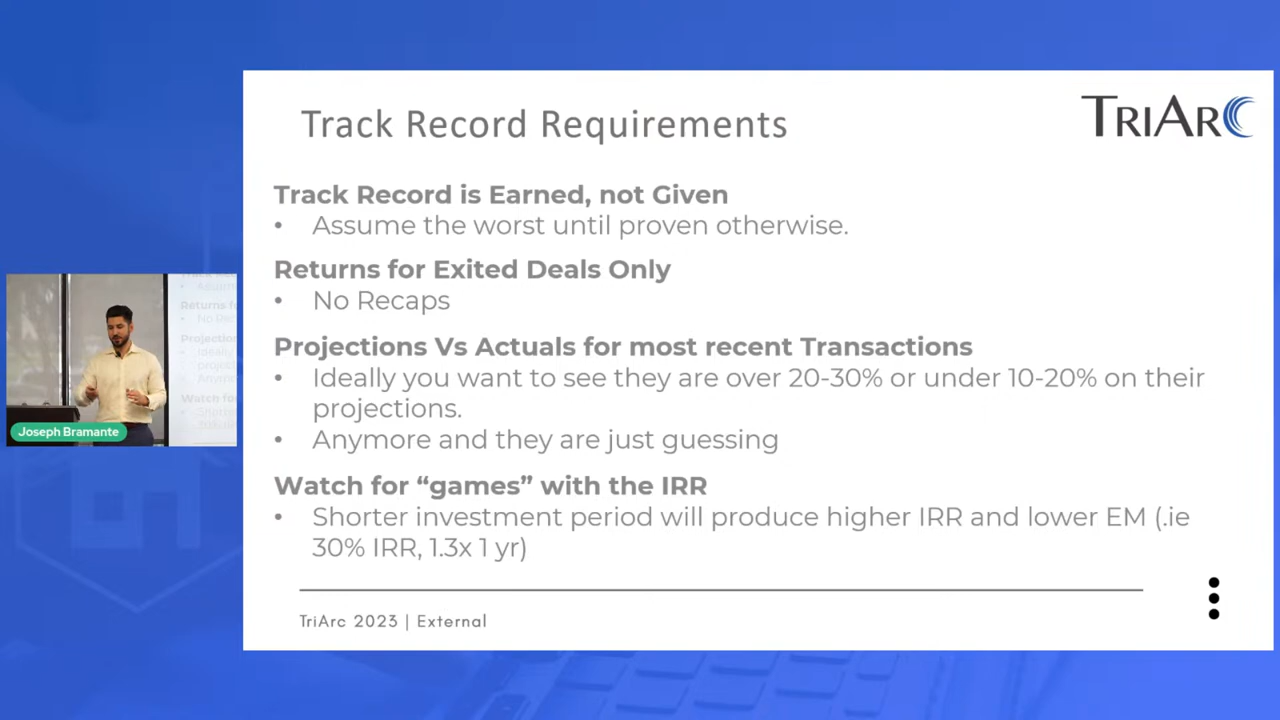 Track Record Requirements
TRIARC
Track Record is Earned, not Given
• Assume the worst until proven otherwise.
Returns for Exited Deals Only
• No Recaps
Projections Vs Actuals for most recent Transactions
• Ideally you want to see they are over 20-30% or under 10-20% on their
projections.
• Anymore and they are just guessing
Watch for “games” with the IRR
• Shorter investment period will produce higher IRR and lower EM (.ie
30% IRR, 1.3x 1 yr)
TriArc 2023 | External
Joseph Bramante